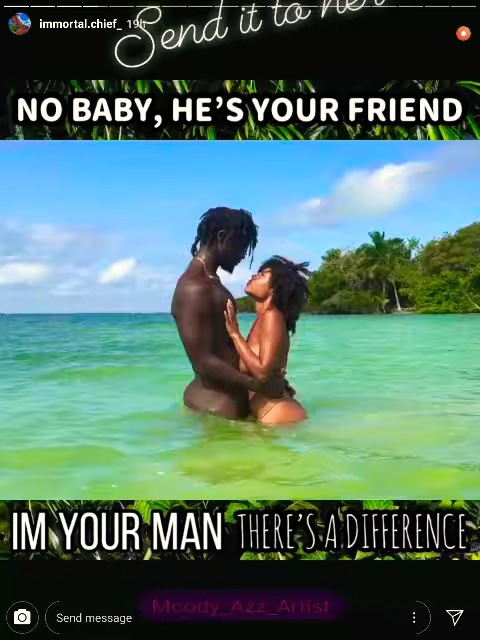 immortal.chief_ 19h
Send it to her
NO BABY, HE'S YOUR FRIEND
IM YOUR MAN THERE'S A DIFFERENCE
Moody_Azz_Artist
Send message